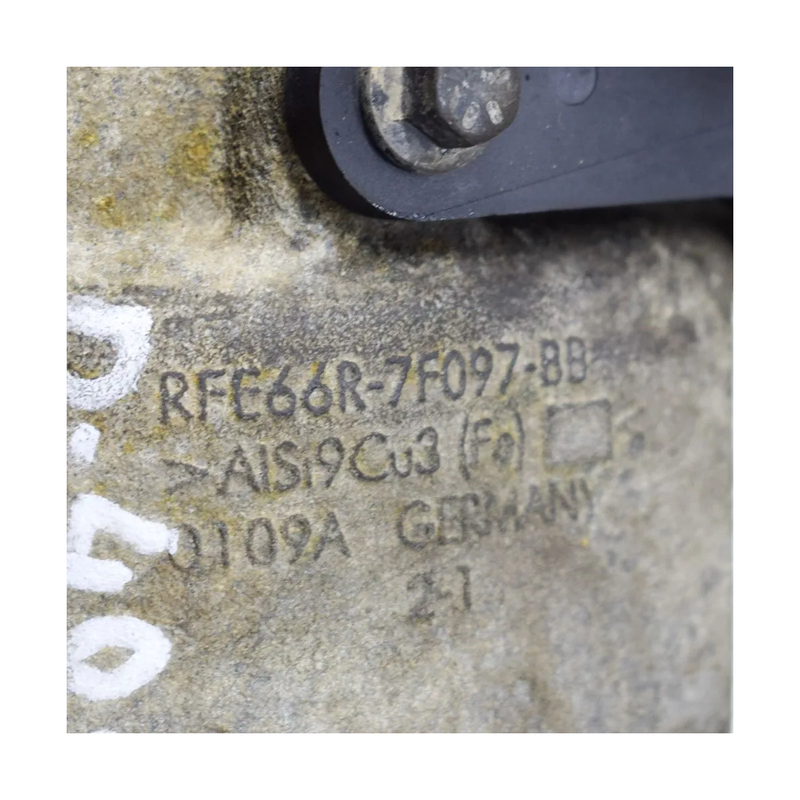 RFE66R-7F097-BB
>AlSi9Cu3 (Fe)
0109A GERMANY
2-1